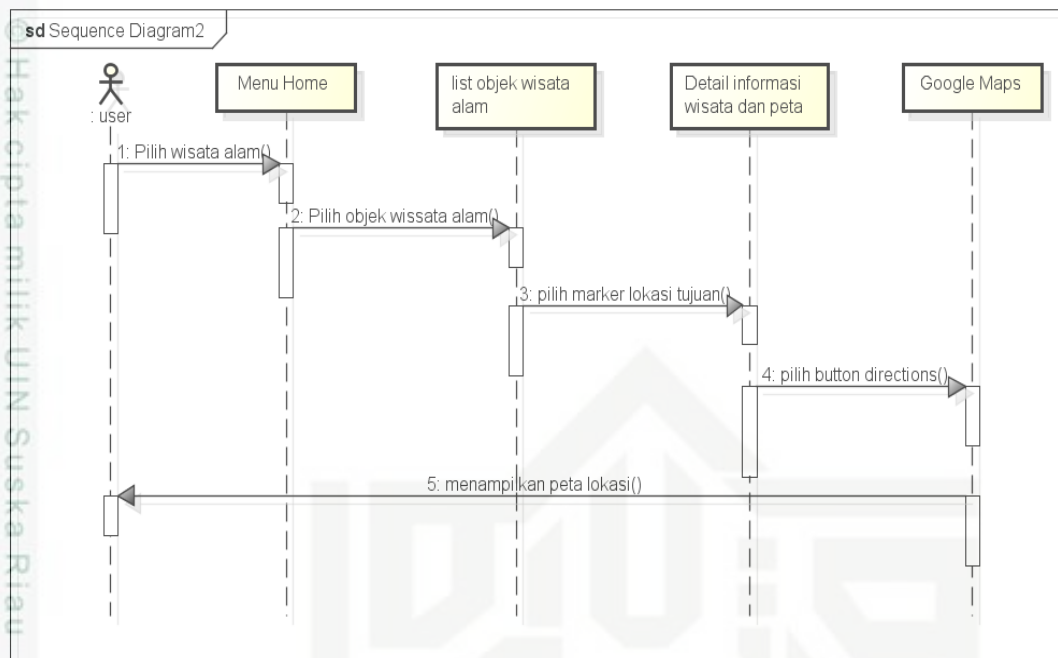 sd Sequence Diagram2
: user
Menu Home
list objek wisata
alam
Detail informasi
wisata dan peta
Google Maps
1: Pilih wisata alam()
2: Pilih objek wissata alam()
3: pilih marker lokasi tujuan()
4: pilih button directions()
5: menampilkan peta lokasi()
© Hak cipta milik UIN Suska Riau